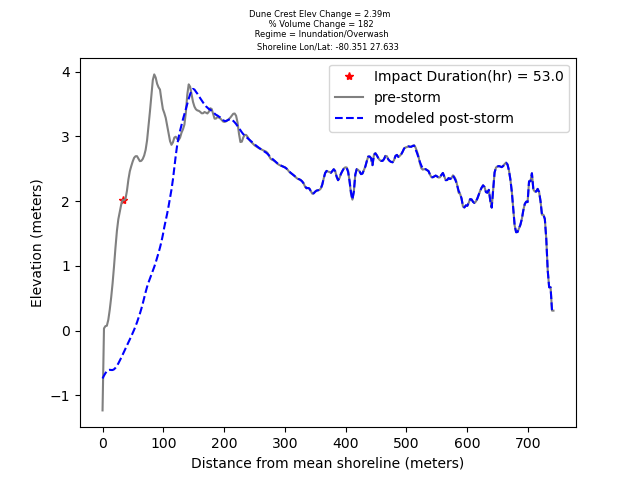 Dune Crest Elev Change = 2.39m
% Volume Change = 182
Regime = Inundation/Overwash
Shoreline Lon/Lat: -80.351 27.633
Impact Duration(hr) = 53.0
pre-storm
modeled post-storm
Elevation (meters)
4
3
2
1
0
−1
0 100 200 300 400 500 600 700
Distance from mean shoreline (meters)